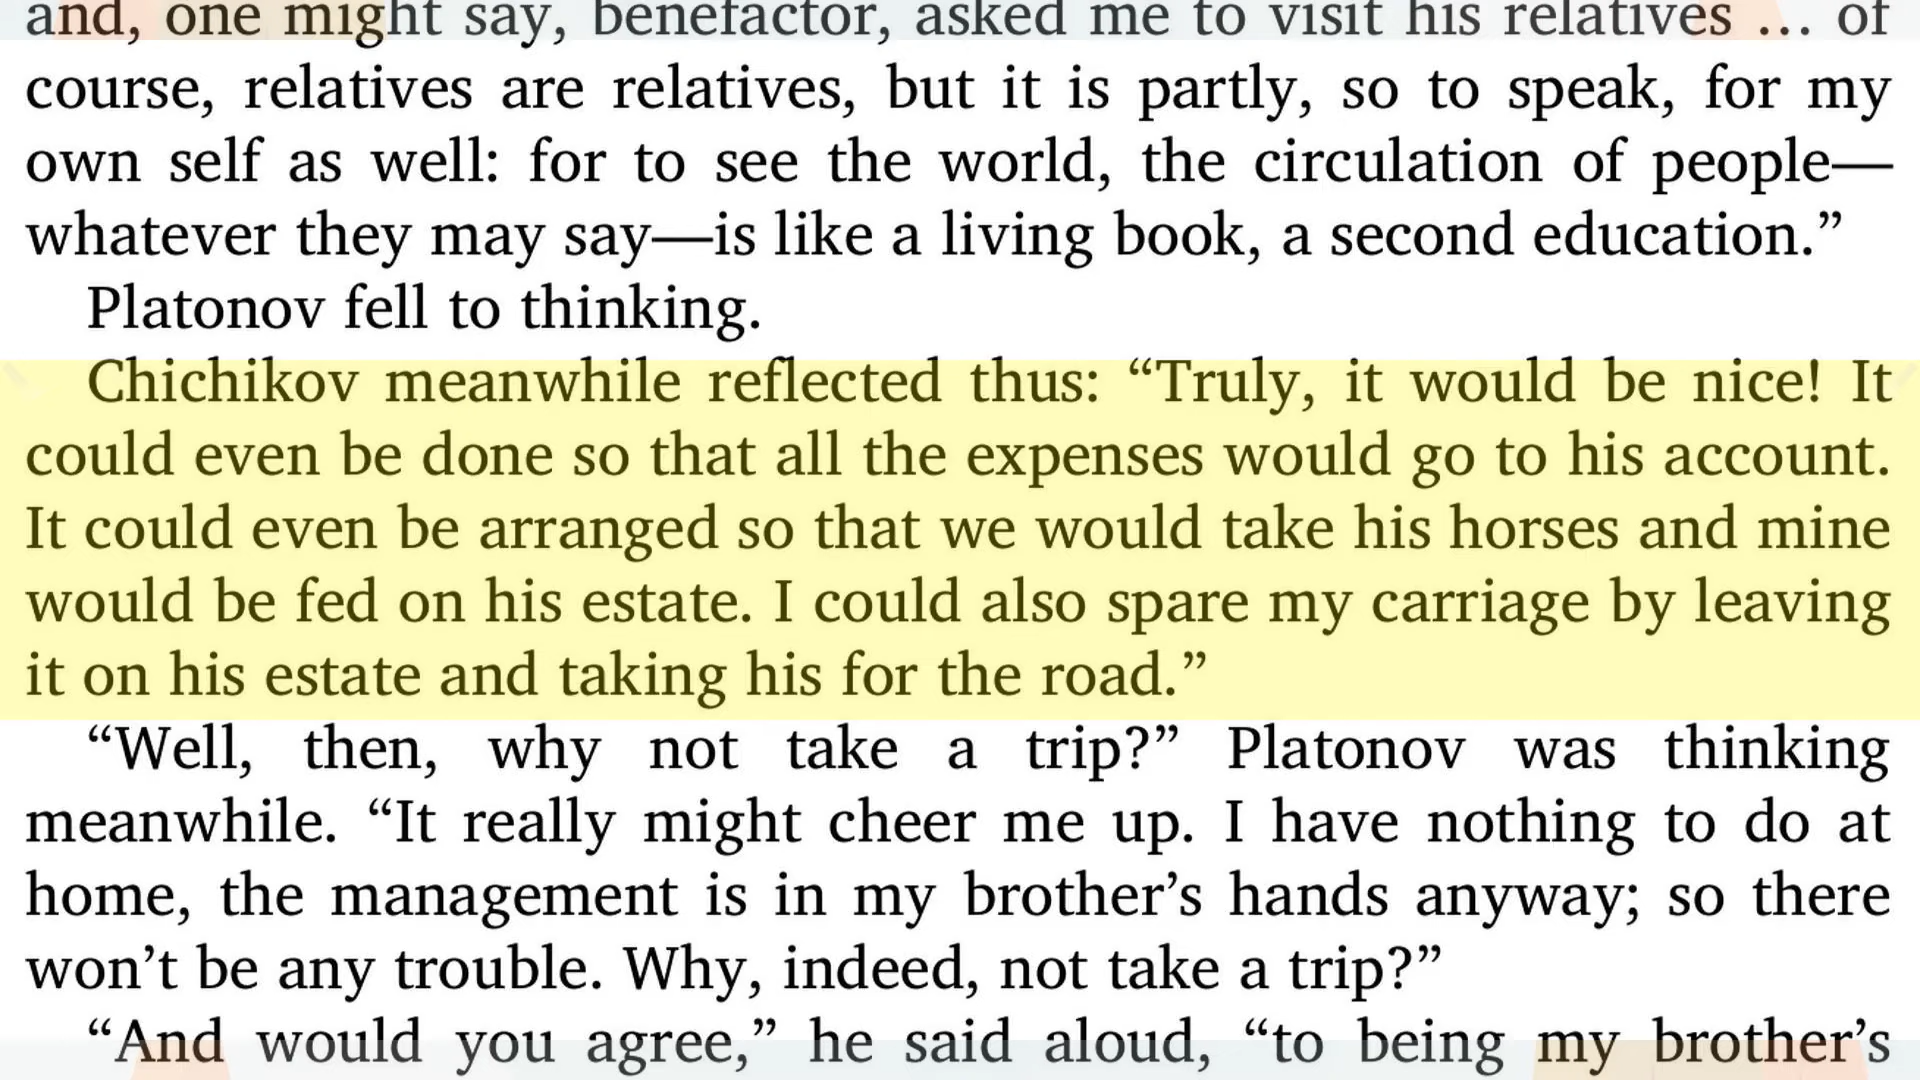 and, one might say, benefactor, asked me to visit his relatives … of
course, relatives are relatives, but it is partly, so to speak, for my
own self as well: for to see the world, the circulation of people—
whatever they may say—is like a living book, a second education.”
Platonov fell to thinking.
Chichikov meanwhile reflected thus: “Truly, it would be nice! It
could even be done so that all the expenses would go to his account.
It could even be arranged so that we would take his horses and mine
would be fed on his estate. I could also spare my carriage by leaving
it on his estate and taking his for the road.”
“Well, then, why not take a trip?” Platonov was thinking
meanwhile. “It really might cheer me up. I have nothing to do at
home, the management is in my brother’s hands anyway; so there
won’t be any trouble. Why, indeed, not take a trip?”
“And would you agree,” he said aloud, “to being my brother’s